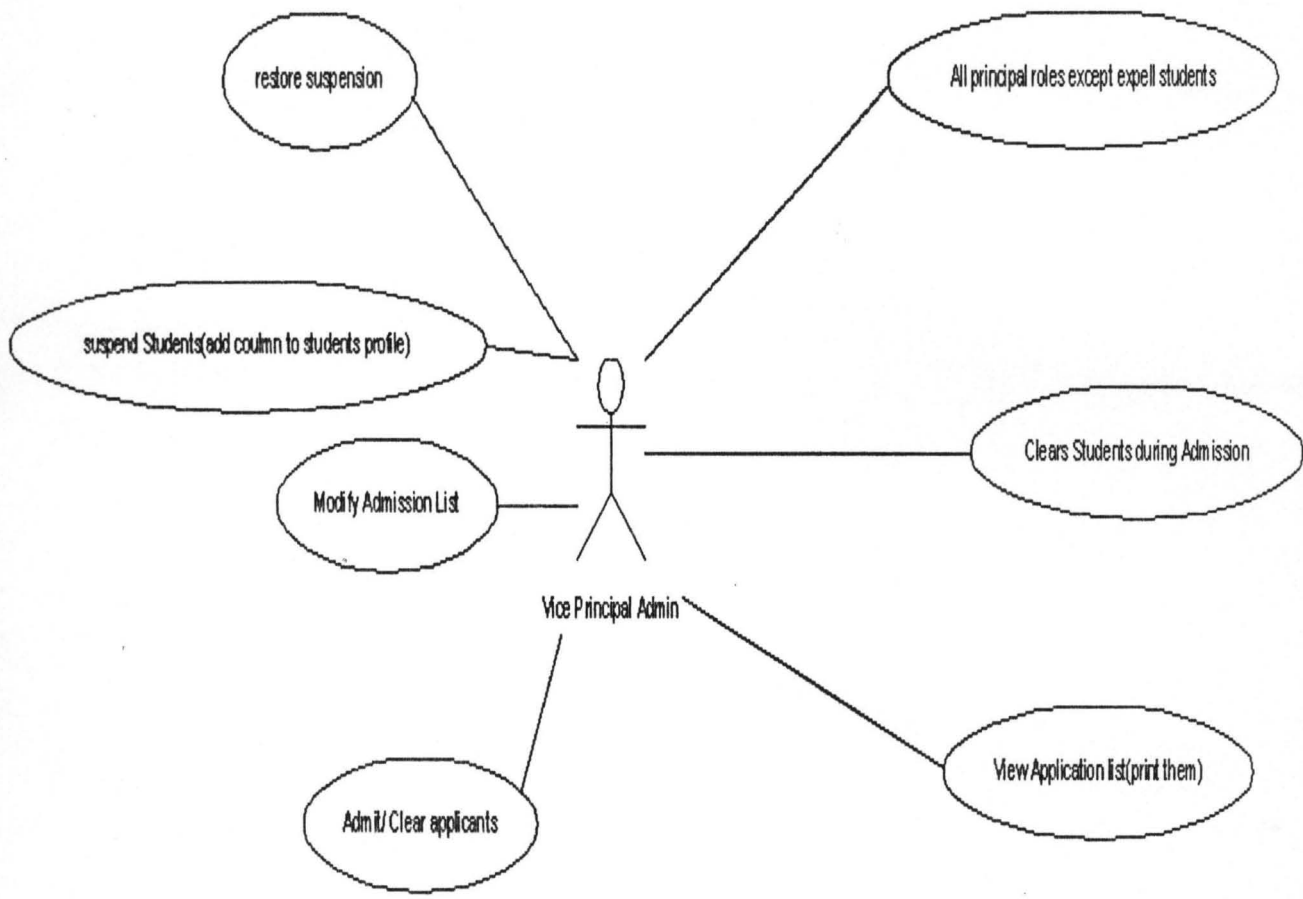 restore suspension
All principal roles except expell students
suspend Students(add coulmn to students profile)
Clears Students during Admission
Modify Admission List
Vice Principal Admin
View Application list(print them)
Admit/ Clear applicants